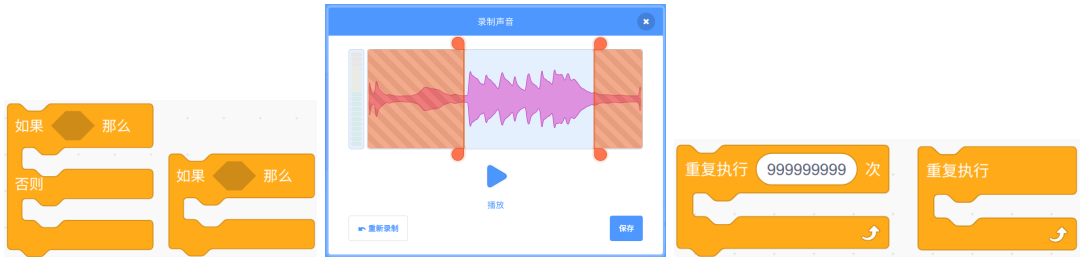 如果 那么
否则
如果 那么
录制声音
播放
重新录制
保存
重复执行 999999999 次
重复执行